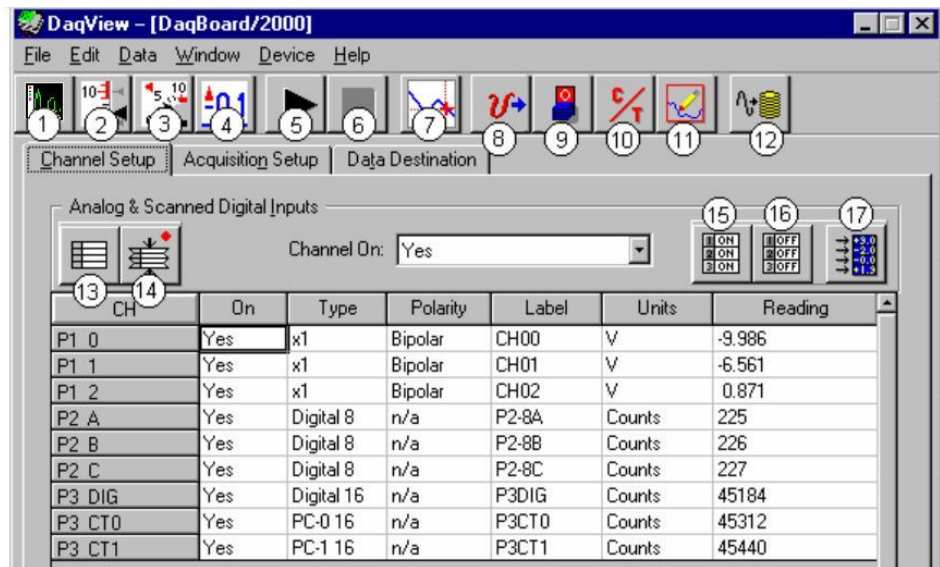 DaqView – [DaqBoard/2000]
File Edit Data Window Device Help
1 2 3 4 5 6 7 8 9 10 11 12
Channel Setup Acquisition Setup Data Destination
Analog & Scanned Digital Inputs
13 14 Channel On: Yes 15 16 17
CH On Type Polarity Label Units Reading
P1 0 Yes x1 Bipolar CH00 V -9.986
P1 1 Yes x1 Bipolar CH01 V -6.561
P1 2 Yes x1 Bipolar CH02 V 0.871
P2 A Yes Digital 8 n/a P2-8A Counts 225
P2 B Yes Digital 8 n/a P2-8B Counts 226
P2 C Yes Digital 8 n/a P2-8C Counts 227
P3 DIG Yes Digital 16 n/a P3DIG Counts 45184
P3 CT0 Yes PC-0 16 n/a P3CT0 Counts 45312
P3 CT1 Yes PC-1 16 n/a P3CT1 Counts 45440